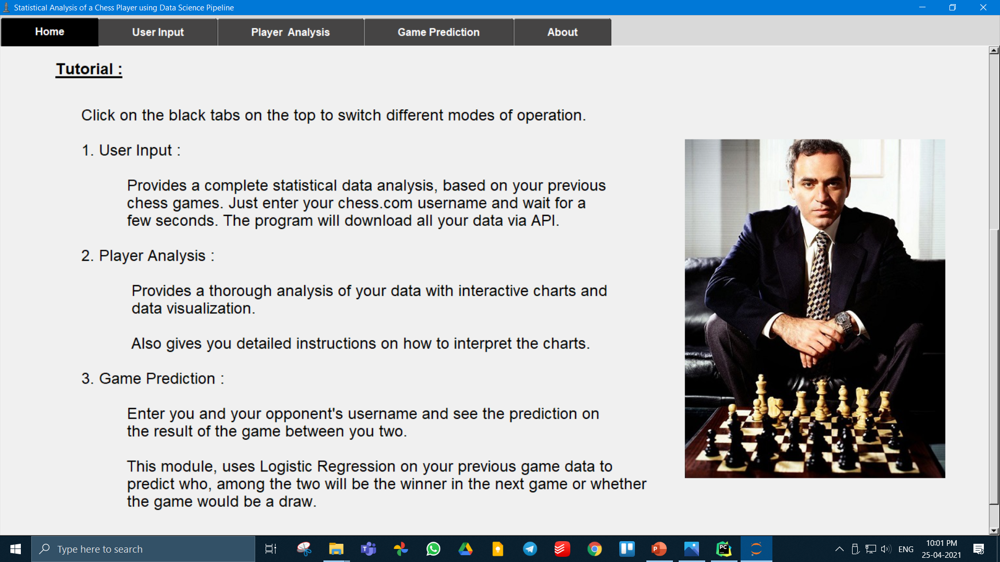 Statistical Analysis of a Chess Player using Data Science Pipeline
Home
User Input
Player  Analysis
Game Prediction
About
Tutorial :
Click on the black tabs on the top to switch different modes of operation.
1. User Input :
Provides a complete statistical data analysis, based on your previous
chess games. Just enter your chess.com username and wait for a
few seconds. The program will download all your data via API.
2. Player Analysis :
Provides a thorough analysis of your data with interactive charts and
data visualization.
Also gives you detailed instructions on how to interpret the charts.
3. Game Prediction :
Enter you and your opponent's username and see the prediction on
the result of the game between you two.
This module, uses Logistic Regression on your previous game data to
predict who, among the two will be the winner in the next game or whether
the game would be a draw.
Type here to search
T
P
PC
ENG
10:01 PM
25-04-2021